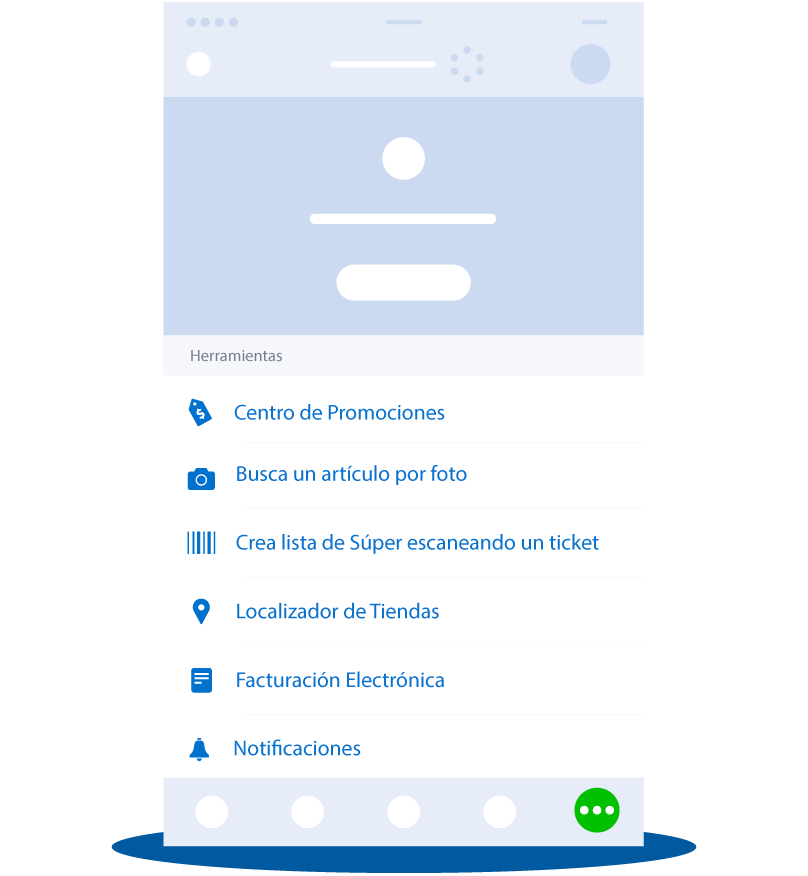 Herramientas
Centro de Promociones
Busca un artículo por foto
Crea lista de Súper escaneando un ticket
Localizador de Tiendas
Facturación Electrónica
Notificaciones